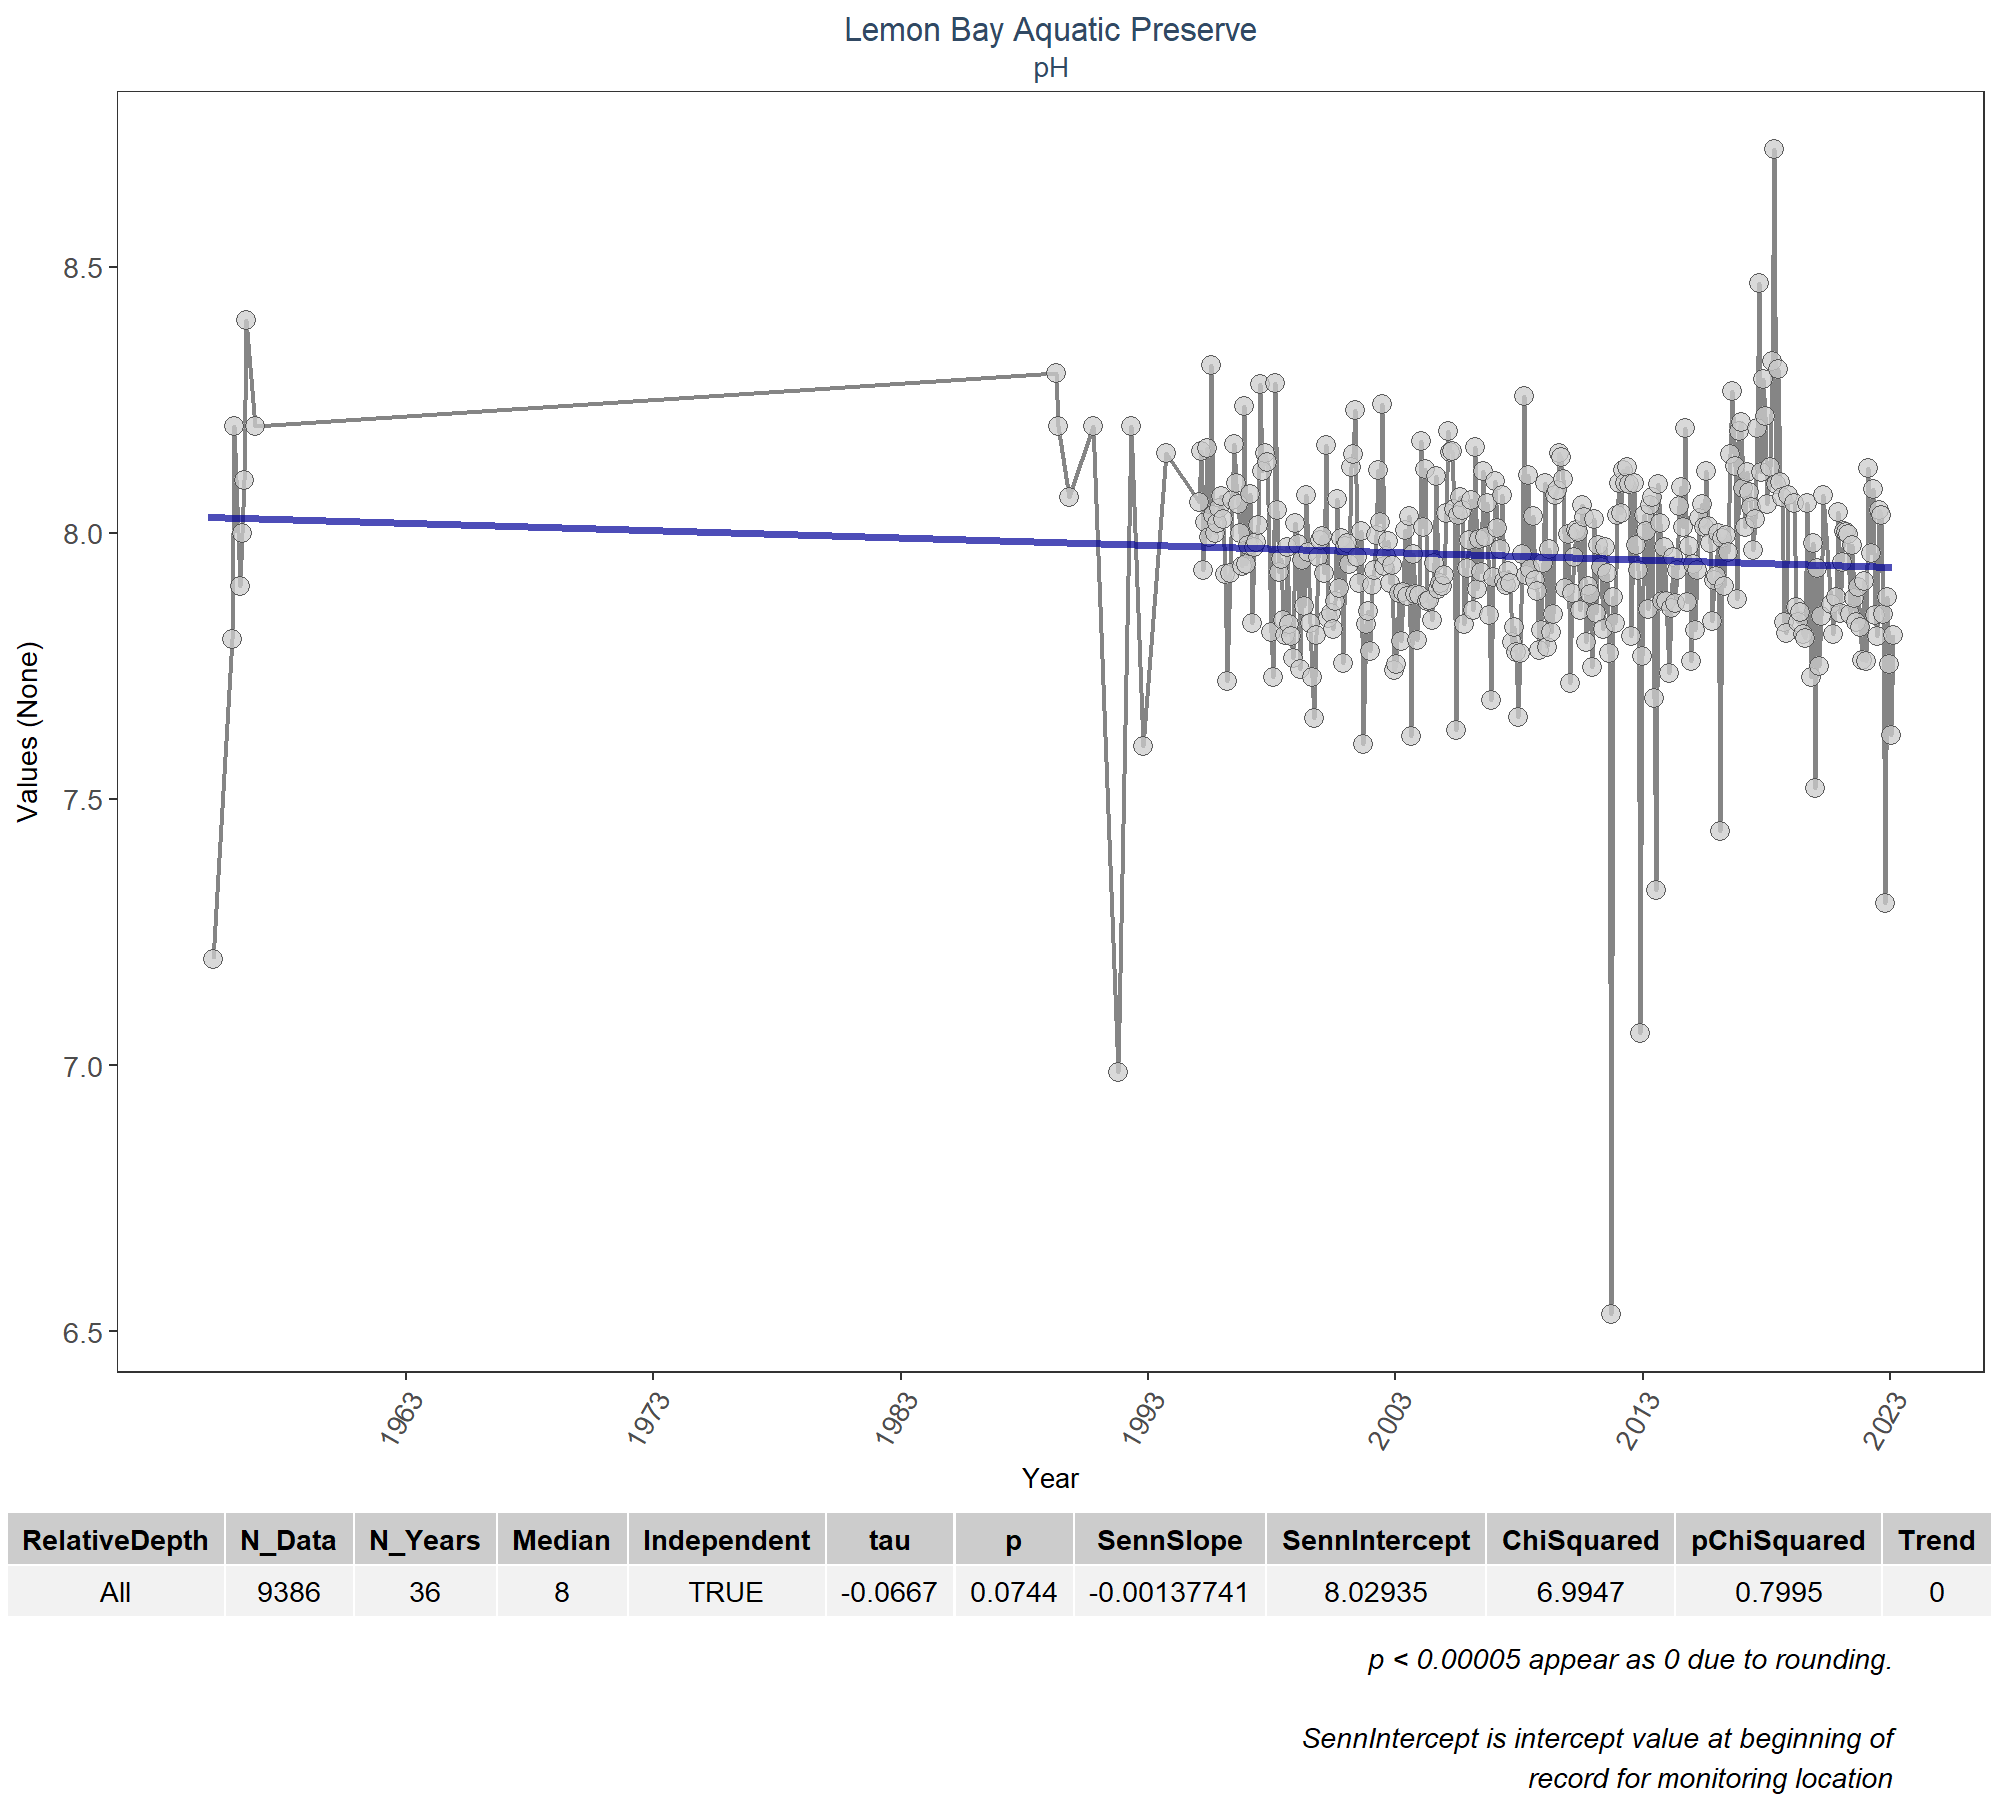 Lemon Bay Aquatic Preserve
pH
8.5
8.0
7.5
7.0
6.5
Values (None)
1963 1973 1983 1993 2003 2013 2023
Year
RelativeDepth N_Data N_Years Median Independent tau p SennSlope SennIntercept ChiSquared pChiSquared Trend
All 9386 36 8 TRUE -0.0667 0.0744 -0.00137741 8.02935 6.9947 0.7995 0
p < 0.00005 appear as 0 due to rounding.
SennIntercept is intercept value at beginning of
record for monitoring location